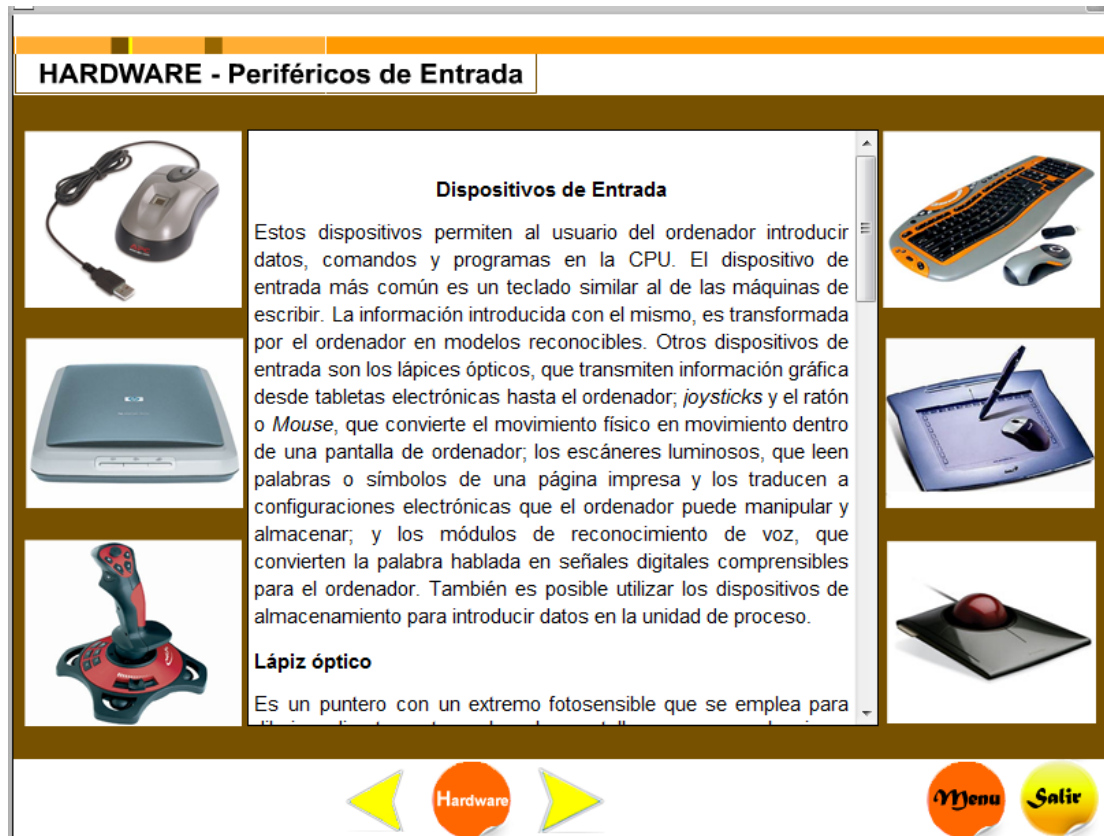 HARDWARE - Periféricos de Entrada
Dispositivos de Entrada
Estos dispositivos permiten al usuario del ordenador introducir
datos, comandos y programas en la CPU. El dispositivo de
entrada más común es un teclado similar al de las máquinas de
escribir. La información introducida con el mismo, es transformada
por el ordenador en modelos reconocibles. Otros dispositivos de
entrada son los lápices ópticos, que transmiten información gráfica
desde tabletas electrónicas hasta el ordenador; joysticks y el ratón
o Mouse, que convierte el movimiento físico en movimiento dentro
de una pantalla de ordenador; los escáneres luminosos, que leen
palabras o símbolos de una página impresa y los traducen a
configuraciones electrónicas que el ordenador puede manipular y
almacenar; y los módulos de reconocimiento de voz, que
convierten la palabra hablada en señales digitales comprensibles
para el ordenador. También es posible utilizar los dispositivos de
almacenamiento para introducir datos en la unidad de proceso.
Lápiz óptico
Es un puntero con un extremo fotosensible que se emplea para
Hardware
Menu
Salir